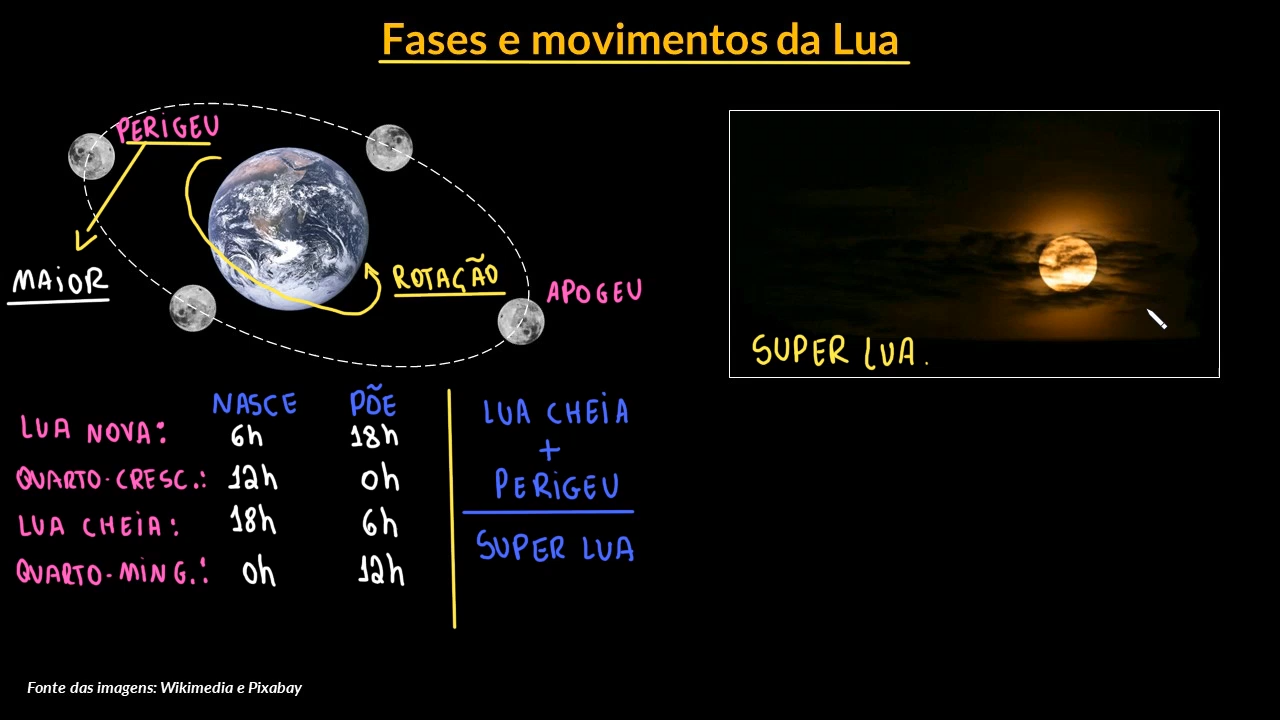 Fases e movimentos da Lua
PERIGEU
MAIOR
ROTAÇÃO
APOGEU
SUPER LUA.
NASCE PÕE
LUA NOVA: 6h 18h
QUARTO-CRESC.: 12h 0h
LUA CHEIA: 18h 6h
QUARTO-MING.: 0h 12h
LUA CHEIA
+
PERIGEU
SUPER LUA
Fonte das imagens: Wikimedia e Pixabay